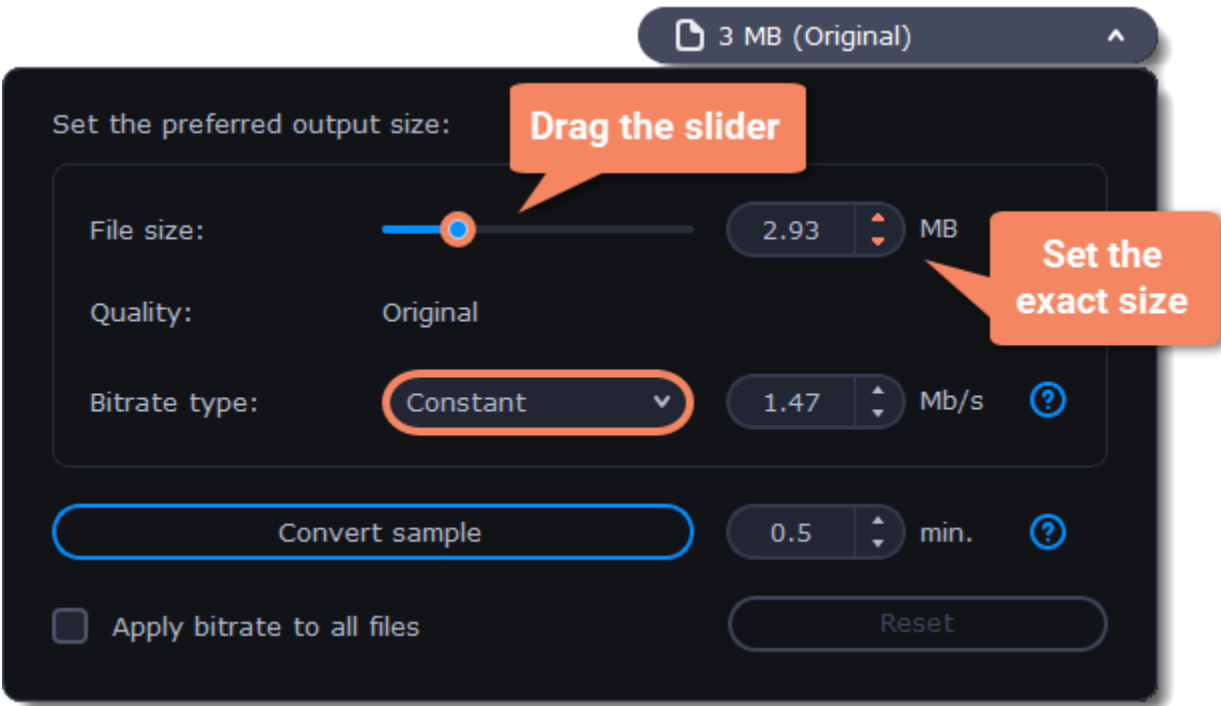 3 MB (Original)
Set the preferred output size:
Drag the slider
File size:
2.93
MB
Set the
exact size
Quality:
Original
Bitrate type:
Constant
1.47
Mb/s
?
Convert sample
0.5
min.
?
Apply bitrate to all files
Reset